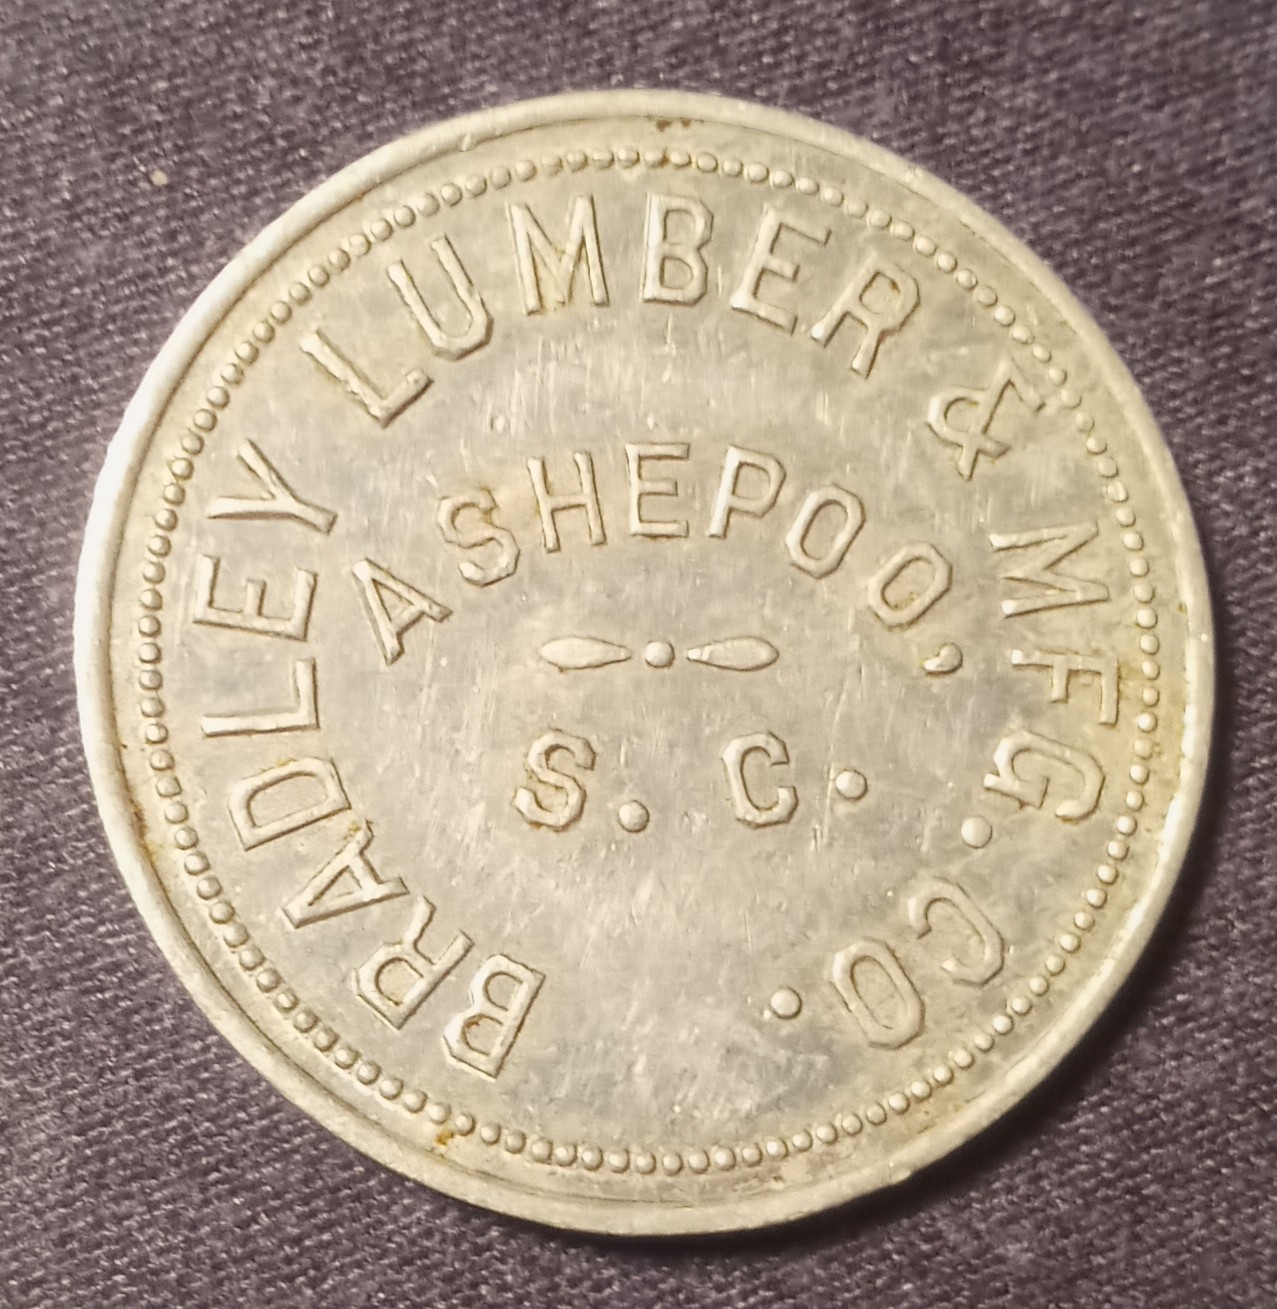 BRADLEY LUMBER & MFG. CO.
ASHEPOO,
S. C.